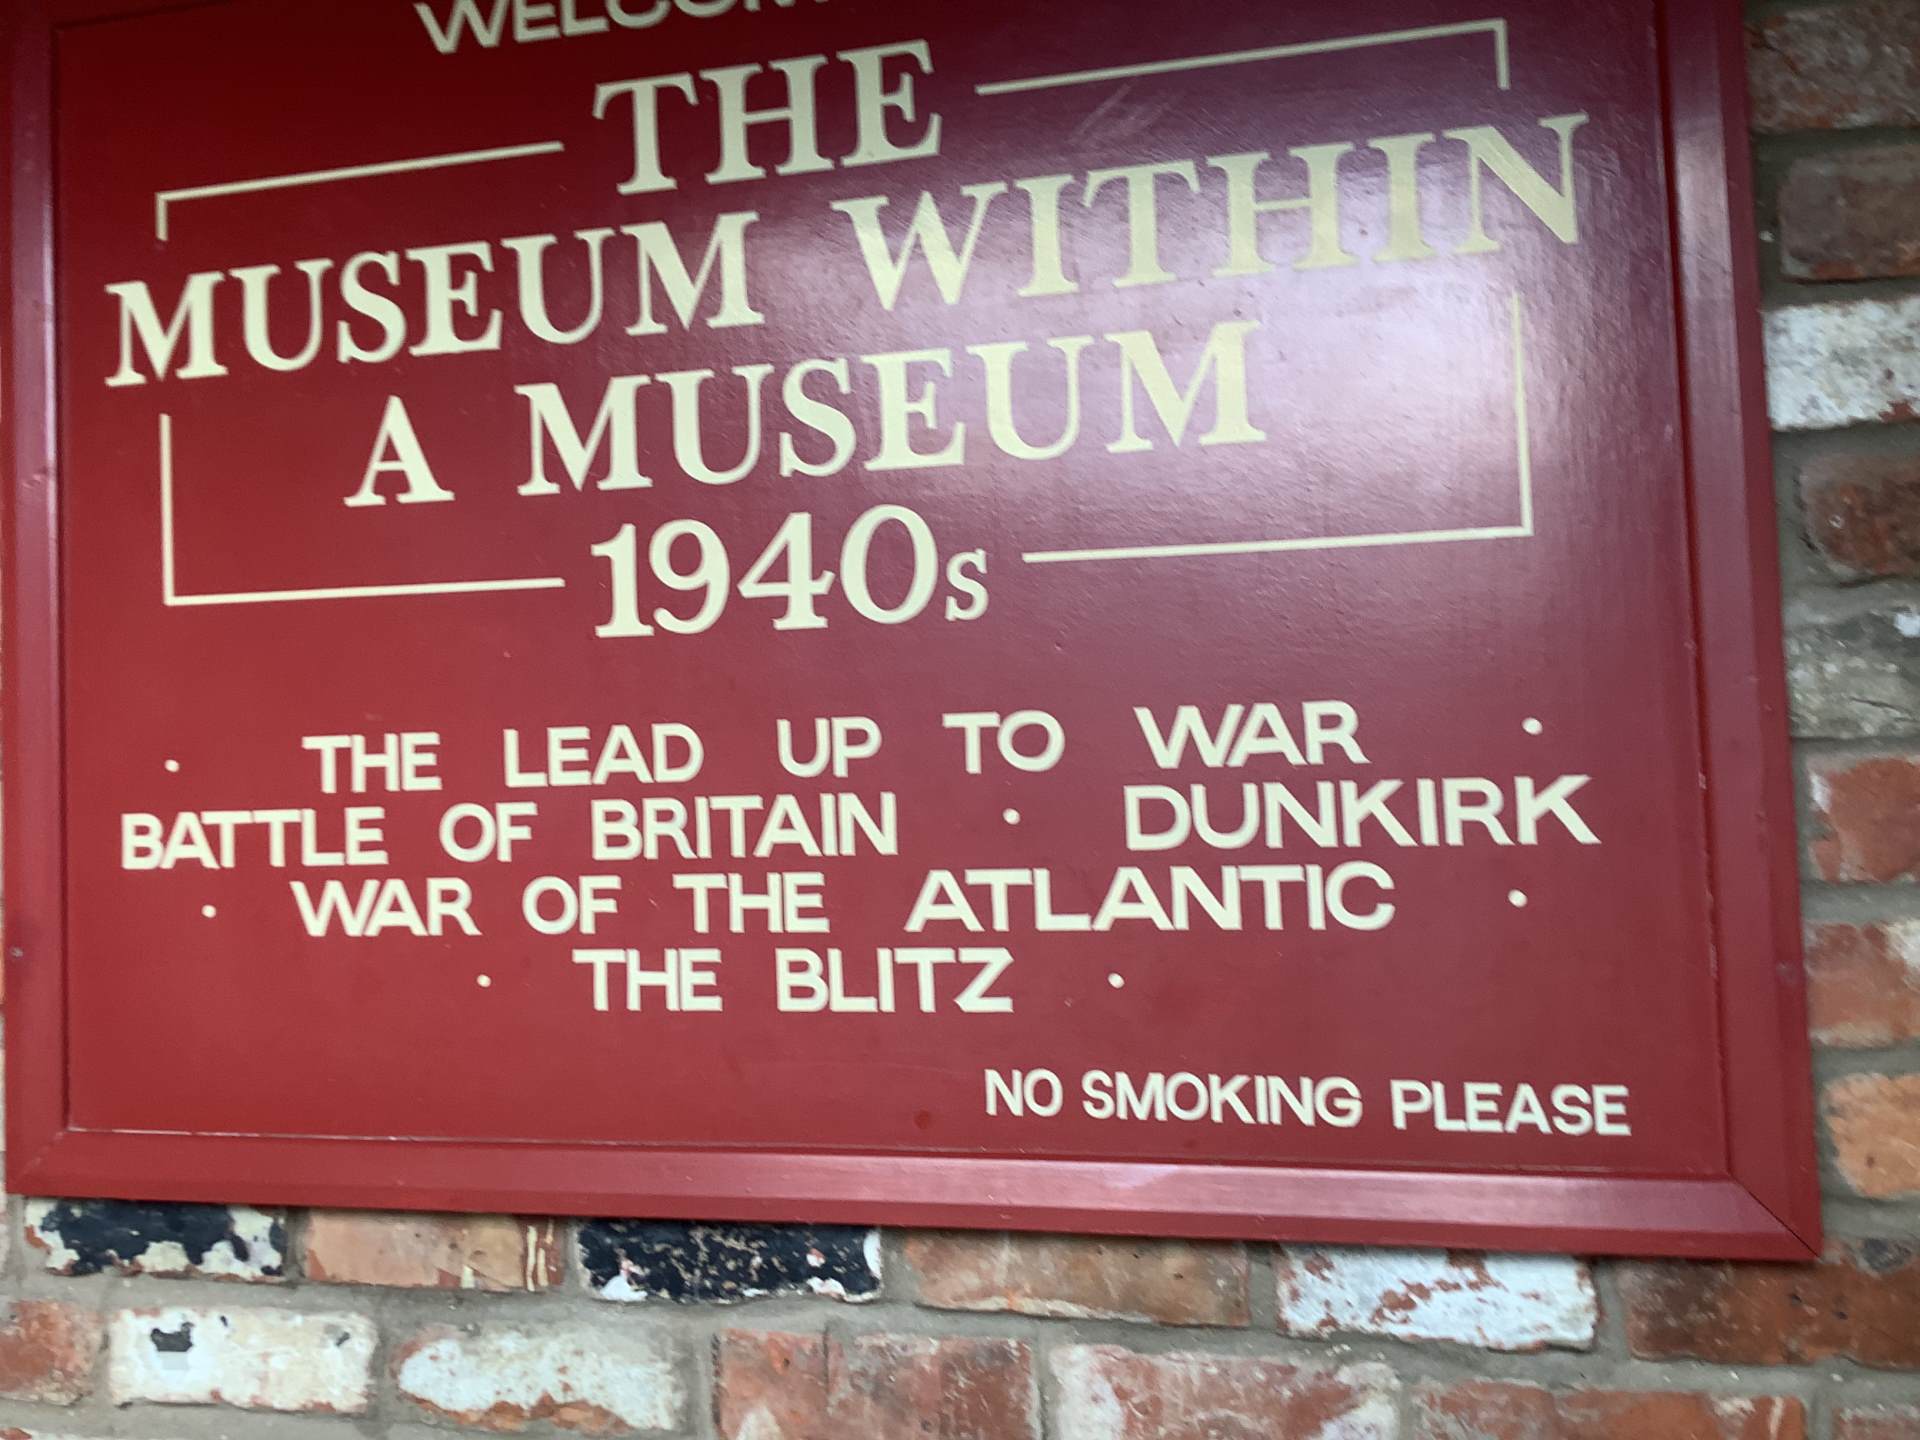 THE
MUSEUM WITHIN
A MUSEUM
1940s
· THE LEAD UP TO WAR ·
BATTLE OF BRITAIN · DUNKIRK
· WAR OF THE ATLANTIC ·
· THE BLITZ ·
NO SMOKING PLEASE